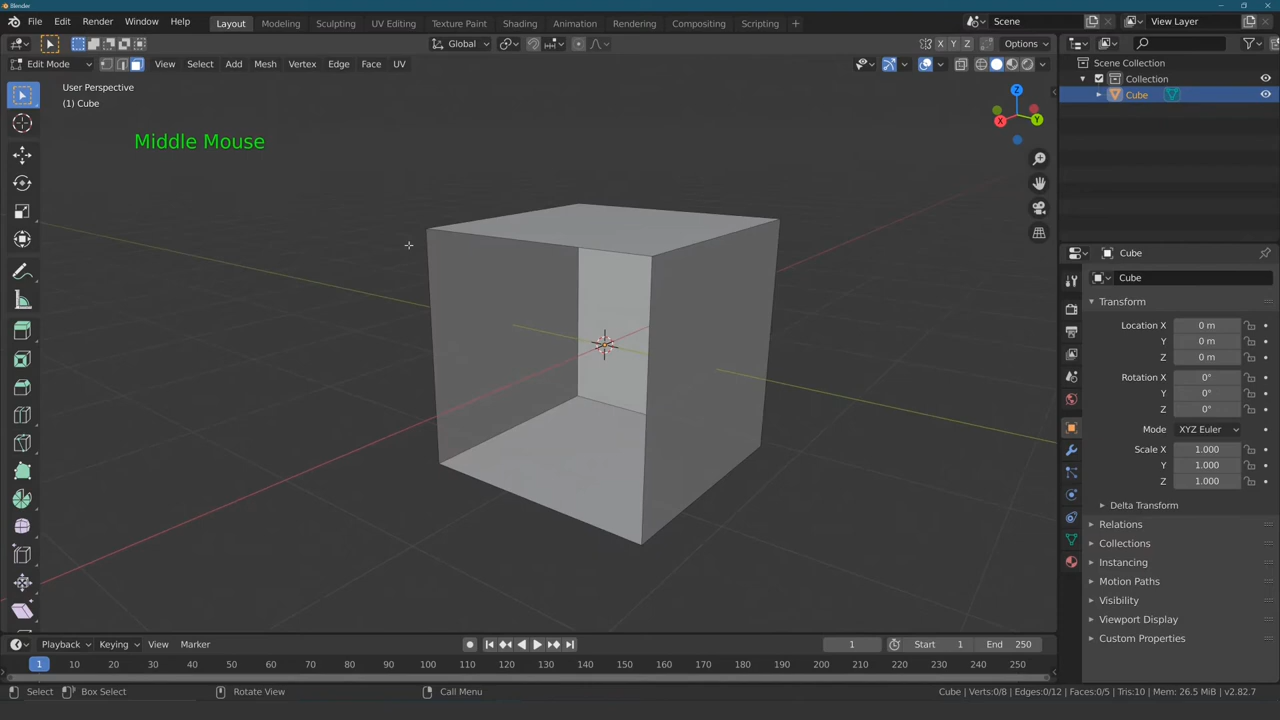 Blender
File Edit Render Window Help Layout Modeling Sculpting UV Editing Texture Paint Shading Animation Rendering Compositing Scripting + Scene View Layer
Global X Y Z Options
Edit Mode View Select Add Mesh Vertex Edge Face UV
User Perspective
(1) Cube
Middle Mouse
Z
X Y
Scene Collection
Collection
Cube
Cube
Cube
Transform
Location X 0 m
Y 0 m
Z 0 m
Rotation X 0°
Y 0°
Z 0°
Mode XYZ Euler
Scale X 1.000
Y 1.000
Z 1.000
Delta Transform
Relations
Collections
Instancing
Motion Paths
Visibility
Viewport Display
Custom Properties
Playback Keying View Marker 1 Start 1 End 250
1 10 20 30 40 50 60 70 80 90 100 110 120 130 140 150 160 170 180 190 200 210 220 230 240 250
Select Box Select Rotate View Call Menu Cube | Verts:0/8 | Edges:0/12 | Faces:0/5 | Tris:10 | Mem: 26.5 MiB | v2.82.7